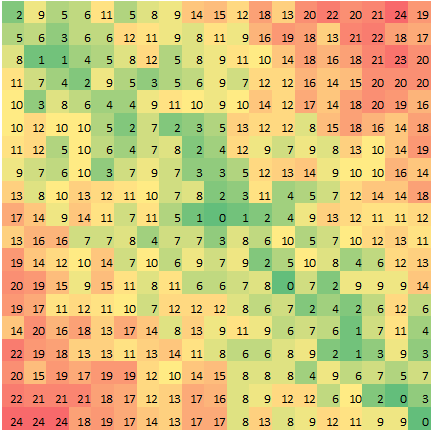 2 9 5 6 11 5 8 9 14 15 12 18 13 20 22 20 21 24 19
5 6 3 6 6 12 11 9 8 11 9 16 19 18 13 21 22 18 17
8 1 1 4 5 8 12 5 8 9 11 10 14 18 16 18 21 23 20
11 7 4 2 9 5 3 5 6 9 7 12 12 16 14 15 20 20 20
10 3 8 6 4 4 9 11 10 9 10 14 12 17 14 18 20 19 16
10 12 10 10 5 2 7 2 3 5 13 12 12 8 15 18 16 14 18
11 12 5 10 6 4 7 8 2 4 12 9 7 9 8 13 10 14 19
9 7 6 10 3 7 9 7 3 3 5 12 13 14 9 10 10 16 14
13 8 10 13 12 11 10 7 8 2 3 11 4 5 7 12 14 14 18
17 14 9 14 11 7 11 5 1 0 1 2 4 9 13 12 11 11 12
13 16 16 7 7 8 4 7 7 3 8 6 10 5 7 10 12 13 11
19 14 12 10 14 7 10 6 9 7 9 2 5 10 8 4 6 12 13
20 19 15 9 15 11 8 11 6 6 7 8 0 7 2 9 9 9 14
19 17 11 12 11 10 7 12 12 12 8 6 7 2 4 2 6 12 6
14 20 16 18 13 17 14 8 13 9 11 9 6 7 6 1 7 11 4
22 19 18 13 13 11 13 14 11 8 6 6 8 9 2 1 3 9 3
20 15 19 17 19 19 12 10 14 15 8 8 8 4 9 6 7 5 7
22 21 21 21 18 17 12 13 17 16 8 9 12 12 6 10 2 0 3
24 24 24 18 19 17 14 13 17 17 8 13 8 9 12 11 9 9 0